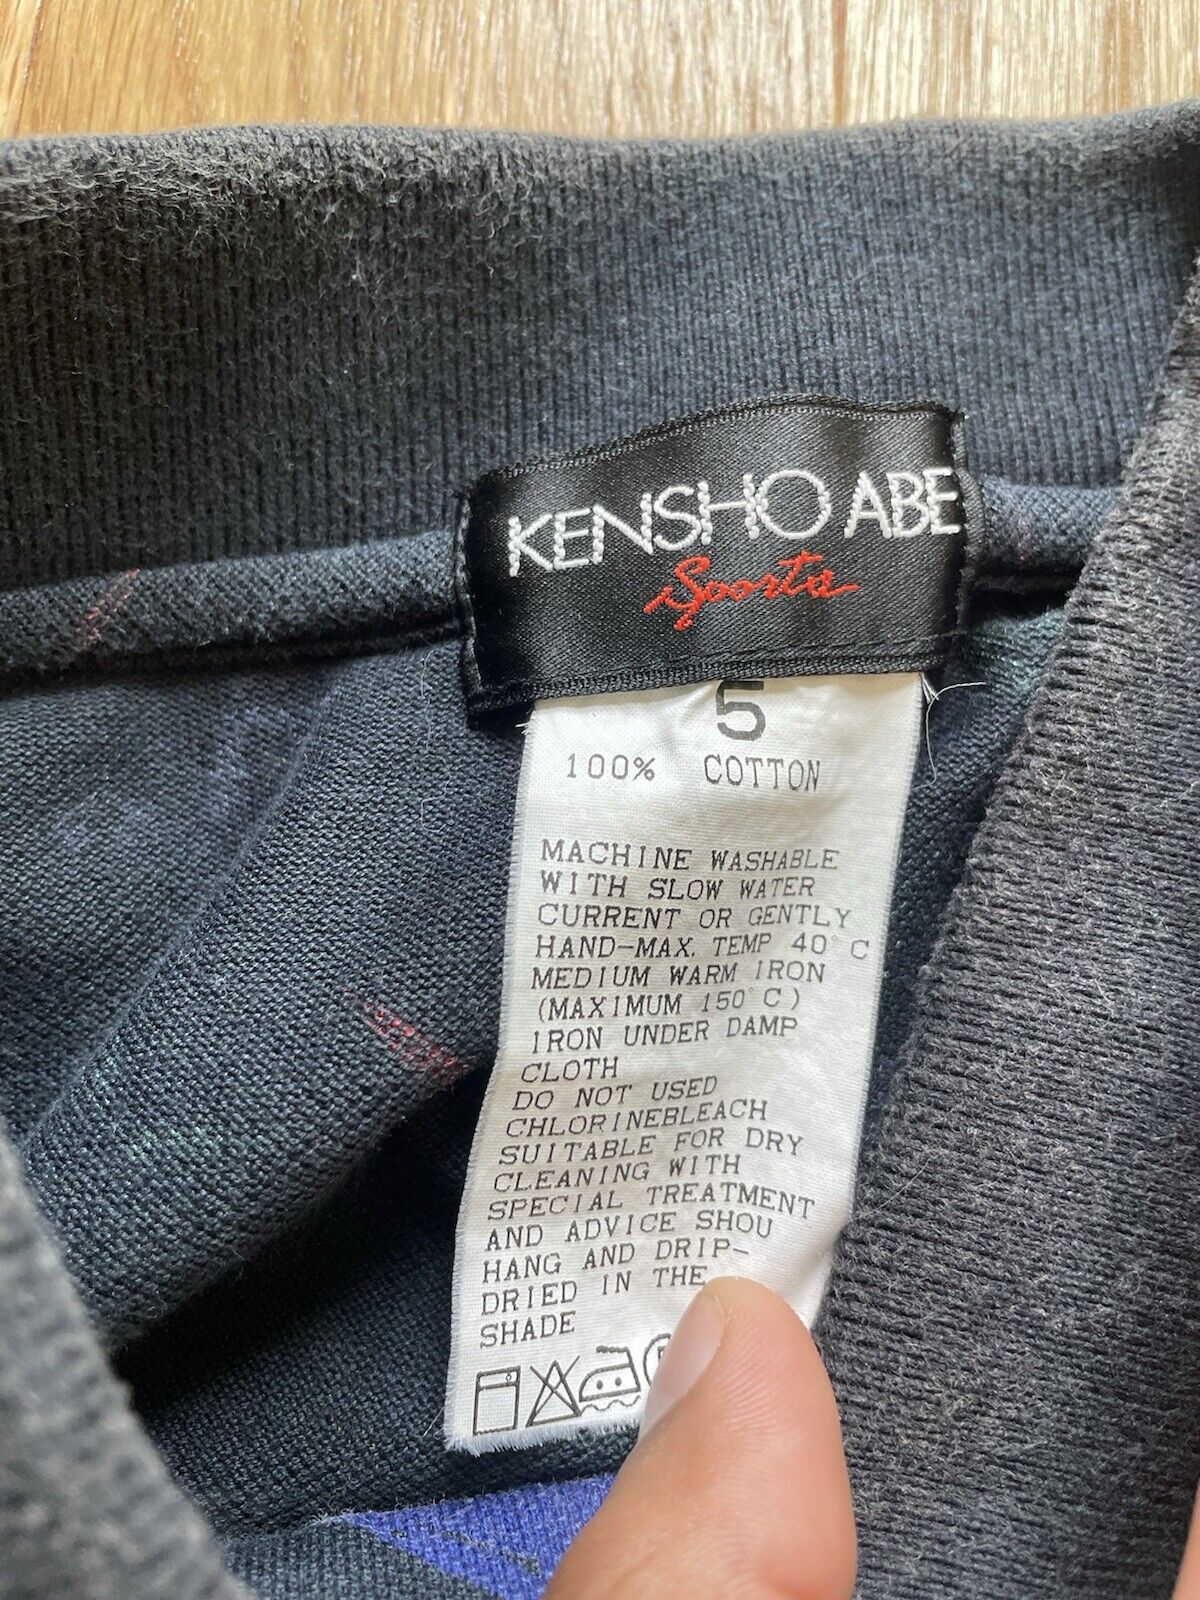 KENSHO ABE
Sports
5
100% COTTON
MACHINE WASHABLE
WITH SLOW WATER
CURRENT OR GENTLY
HAND-MAX. TEMP 40°C
MEDIUM WARM IRON
(MAXIMUM 150°C)
IRON UNDER DAMP
CLOTH
DO NOT USED
CHLORINEBLEACH
SUITABLE FOR DRY
CLEANING WITH
SPECIAL TREATMENT
AND ADVICE SHOU
HANG AND DRIP-
DRIED IN THE
SHADE